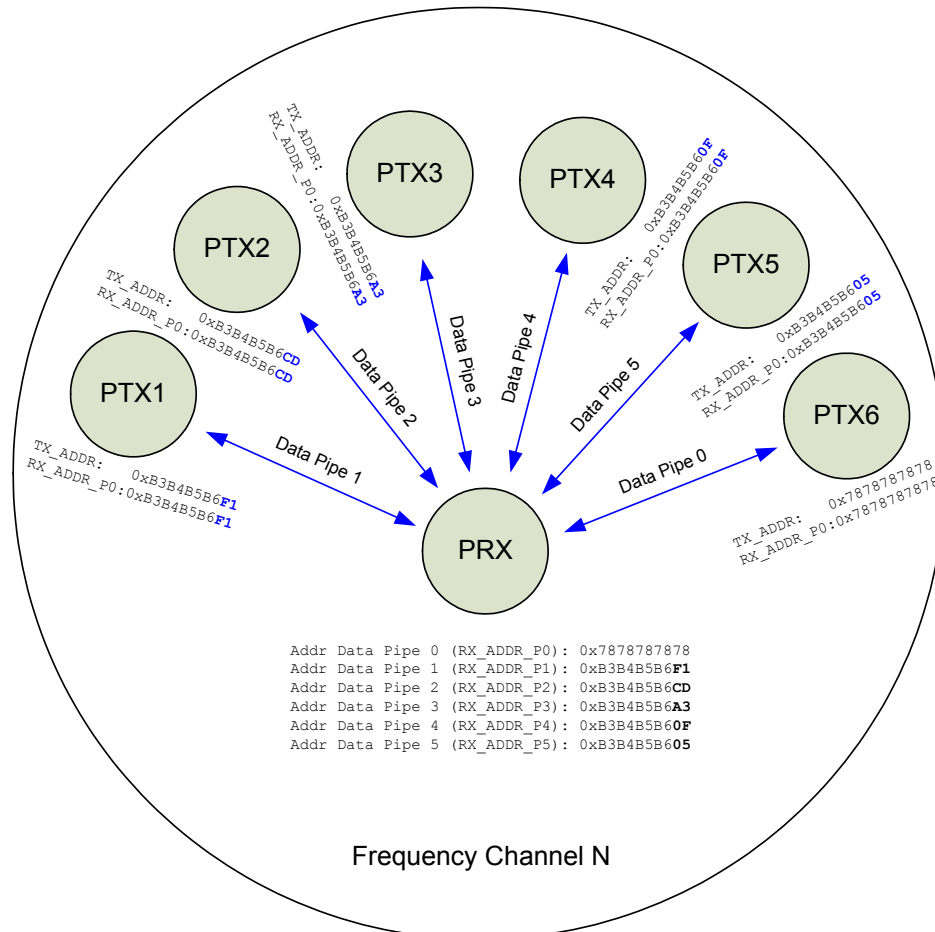 PTX3
PTX4
TX_ADDR:     0xB3B4B5B6A3
RX_ADDR_P0:0xB3B4B5B6A3
TX_ADDR:     0xB3B4B5B60F
RX_ADDR_P0:0xB3B4B5B60F
PTX2
PTX5
TX_ADDR:     0xB3B4B5B6CD
RX_ADDR_P0:0xB3B4B5B6CD
TX_ADDR:     0xB3B4B5B605
RX_ADDR_P0:0xB3B4B5B605
PTX1
PTX6
Data Pipe 1
Data Pipe 2
Data Pipe 3
Data Pipe 4
Data Pipe 5
Data Pipe 0
TX_ADDR:     0xB3B4B5B6F1
RX_ADDR_P0:0xB3B4B5B6F1
TX_ADDR:     0x7878787878
RX_ADDR_P0:0x7878787878
PRX
Addr Data Pipe 0 (RX_ADDR_P0): 0x7878787878
Addr Data Pipe 1 (RX_ADDR_P1): 0xB3B4B5B6F1
Addr Data Pipe 2 (RX_ADDR_P2): 0xB3B4B5B6CD
Addr Data Pipe 3 (RX_ADDR_P3): 0xB3B4B5B6A3
Addr Data Pipe 4 (RX_ADDR_P4): 0xB3B4B5B60F
Addr Data Pipe 5 (RX_ADDR_P5): 0xB3B4B5B605
Frequency Channel N